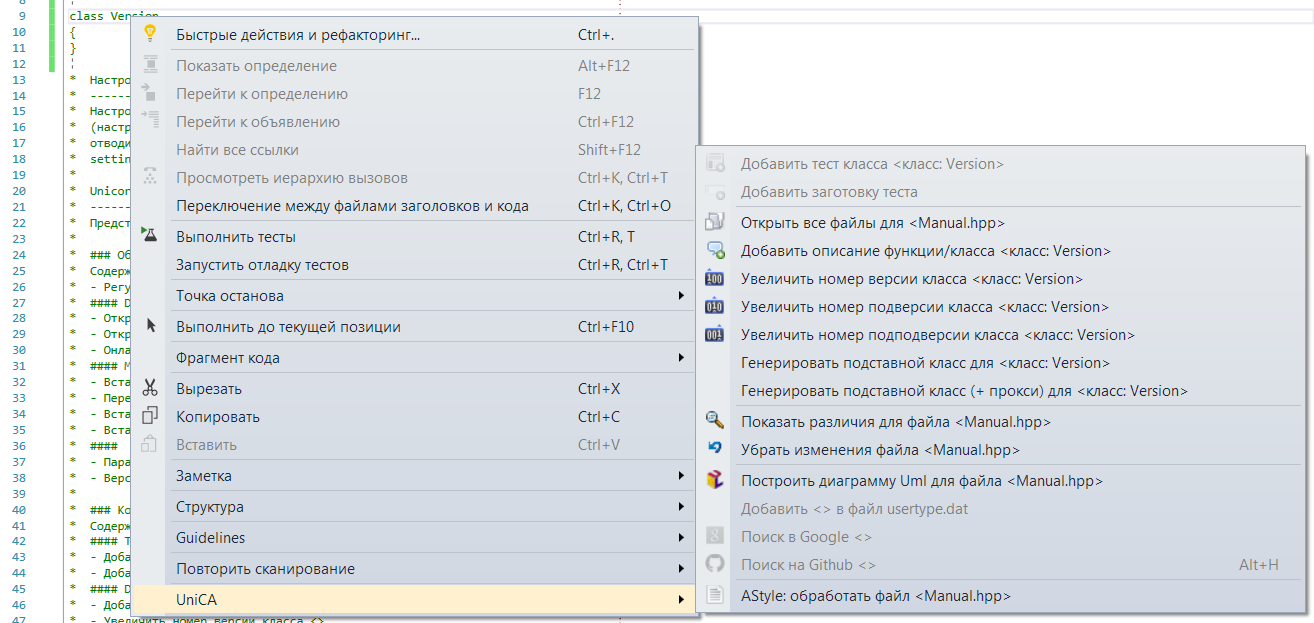 8
9 class Version
10 {
11 }
12
13 * Настро
14 * ------
15 * Настро
16 * (настр
17 * отводи
18 * settin
19 *
20 * Unicor
21 * ------
22 * Предст
23 *
24 * ### Об
25 * Содерж
26 * - Регу
27 * #### D
28 * - Откр
29 * - Откр
30 * - Онла
31 * #### M
32 * - Вста
33 * - Пере
34 * - Вста
35 * - Вста
36 * ####
37 * - Пара
38 * - Верс
39 *
40 * ### Ко
41 * Содерж
42 * #### T
43 * - Доба
44 * - Доба
45 * #### D
46 * - Доба
47 * - Увеличить номер версии класса <>
Быстрые действия и рефакторинг... Ctrl+.
Показать определение Alt+F12
Перейти к определению F12
Перейти к объявлению Ctrl+F12
Найти все ссылки Shift+F12
Просмотреть иерархию вызовов Ctrl+K, Ctrl+T
Переключение между файлами заголовков и кода Ctrl+K, Ctrl+O
Выполнить тесты Ctrl+R, T
Запустить отладку тестов Ctrl+R, Ctrl+T
Точка останова
Выполнить до текущей позиции Ctrl+F10
Фрагмент кода
Вырезать Ctrl+X
Копировать Ctrl+C
Вставить Ctrl+V
Заметка
Структура
Guidelines
Повторить сканирование
UniCA
Добавить тест класса <класс: Version>
Добавить заготовку теста
Открыть все файлы для <Manual.hpp>
Добавить описание функции/класса <класс: Version>
100 Увеличить номер версии класса <класс: Version>
010 Увеличить номер подверсии класса <класс: Version>
001 Увеличить номер подподверсии класса <класс: Version>
Генерировать подставной класс для <класс: Version>
Генерировать подставной класс (+ прокси) для <класс: Version>
Показать различия для файла <Manual.hpp>
Убрать изменения файла <Manual.hpp>
Построить диаграмму Uml для файла <Manual.hpp>
Добавить <> в файл usertype.dat
Поиск в Google <>
Поиск на Github <> Alt+H
AStyle: обработать файл <Manual.hpp>